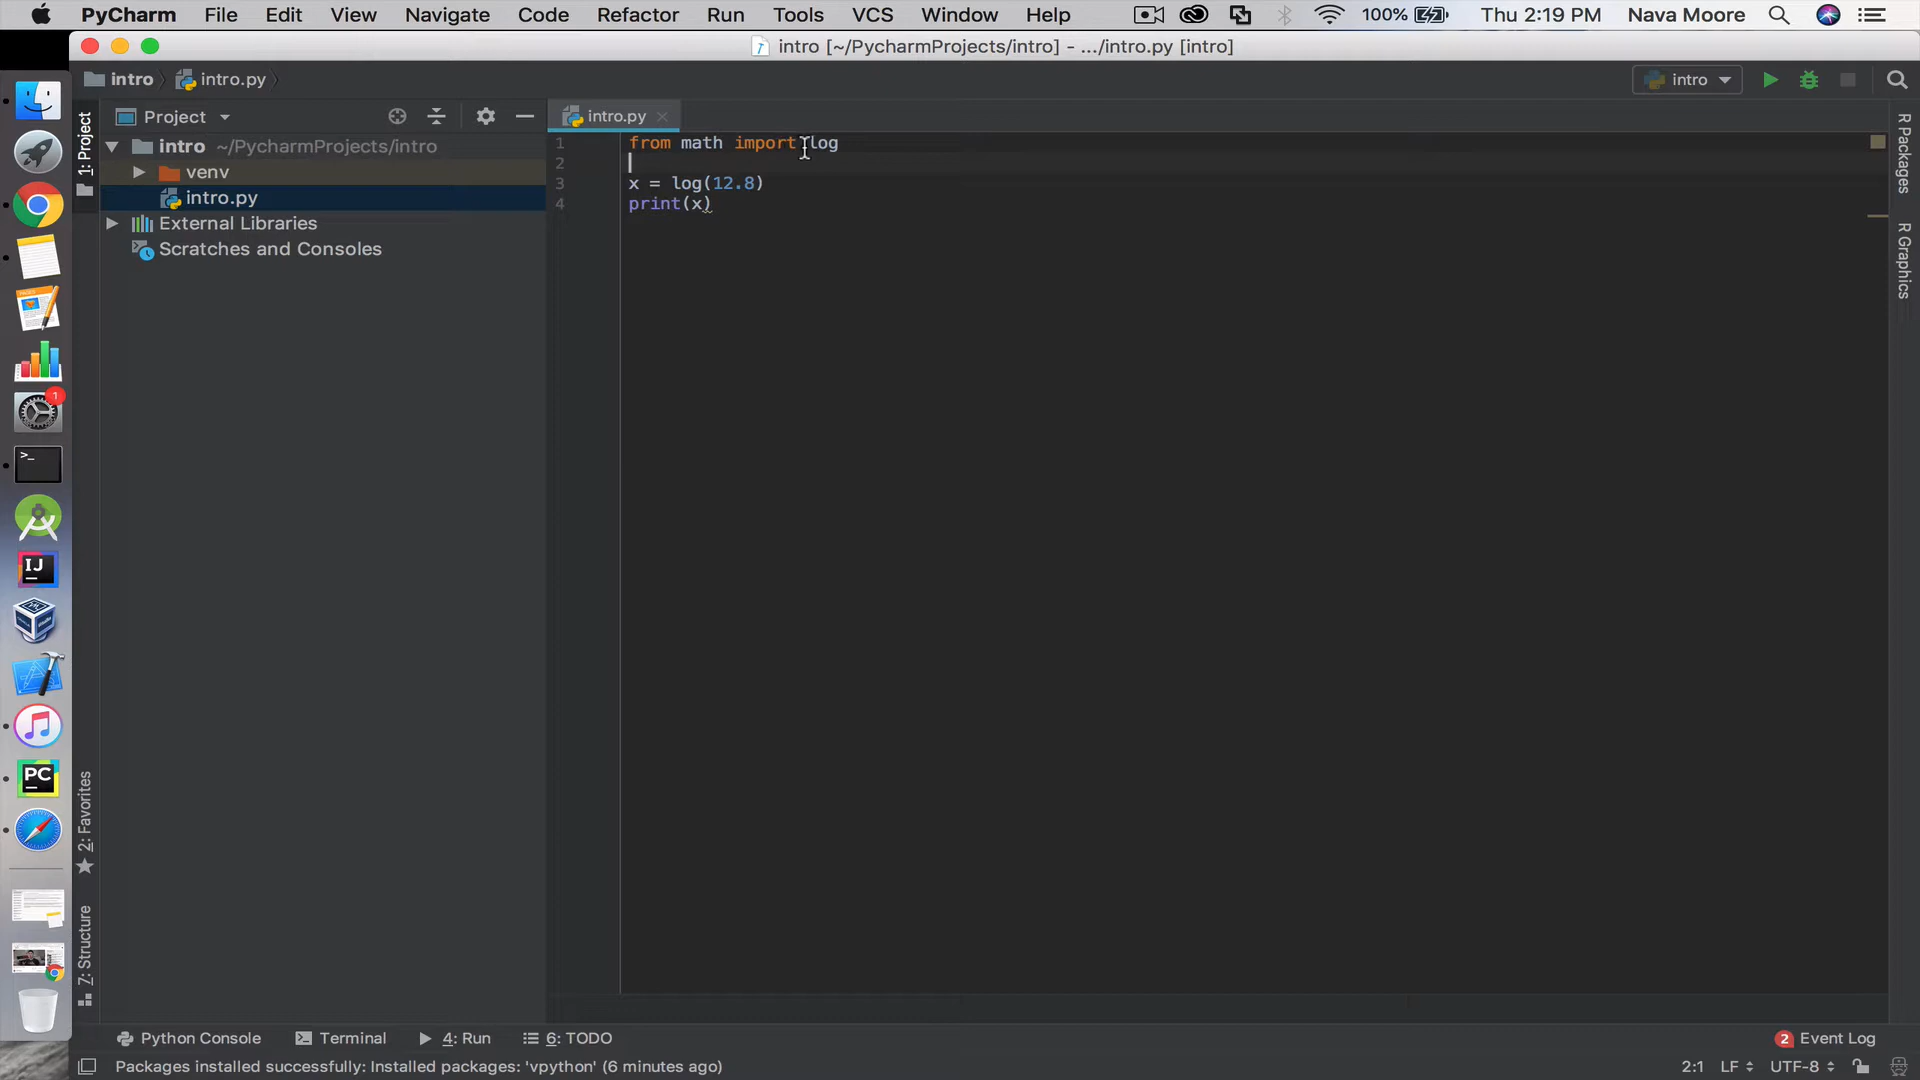 PyCharm File Edit View Navigate Code Refactor Run Tools VCS Window Help 100% Thu 2:19 PM Nava Moore
intro [~/PycharmProjects/intro] - .../intro.py [intro]
intro intro.py intro
Project intro.py
1: Project
intro ~/PycharmProjects/intro
venv
intro.py
External Libraries
Scratches and Consoles
1 from math import log
2
3 x = log(12.8)
4 print(x)
R Packages
R Graphics
1
>_
IJ
PC
2: Favorites
7: Structure
Python Console Terminal 4: Run 6: TODO 2 Event Log
Packages installed successfully: Installed packages: 'vpython' (6 minutes ago) 2:1 LF UTF-8